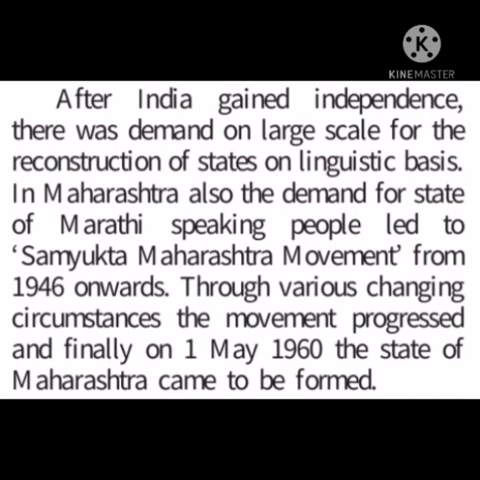 K
KINEMASTER
After India gained independence,
there was demand on large scale for the
reconstruction of states on linguistic basis.
In Maharashtra also the demand for state
of Marathi speaking people led to
‘Samyukta Maharashtra Movement’ from
1946 onwards. Through various changing
circumstances the movement progressed
and finally on 1 May 1960 the state of
Maharashtra came to be formed.